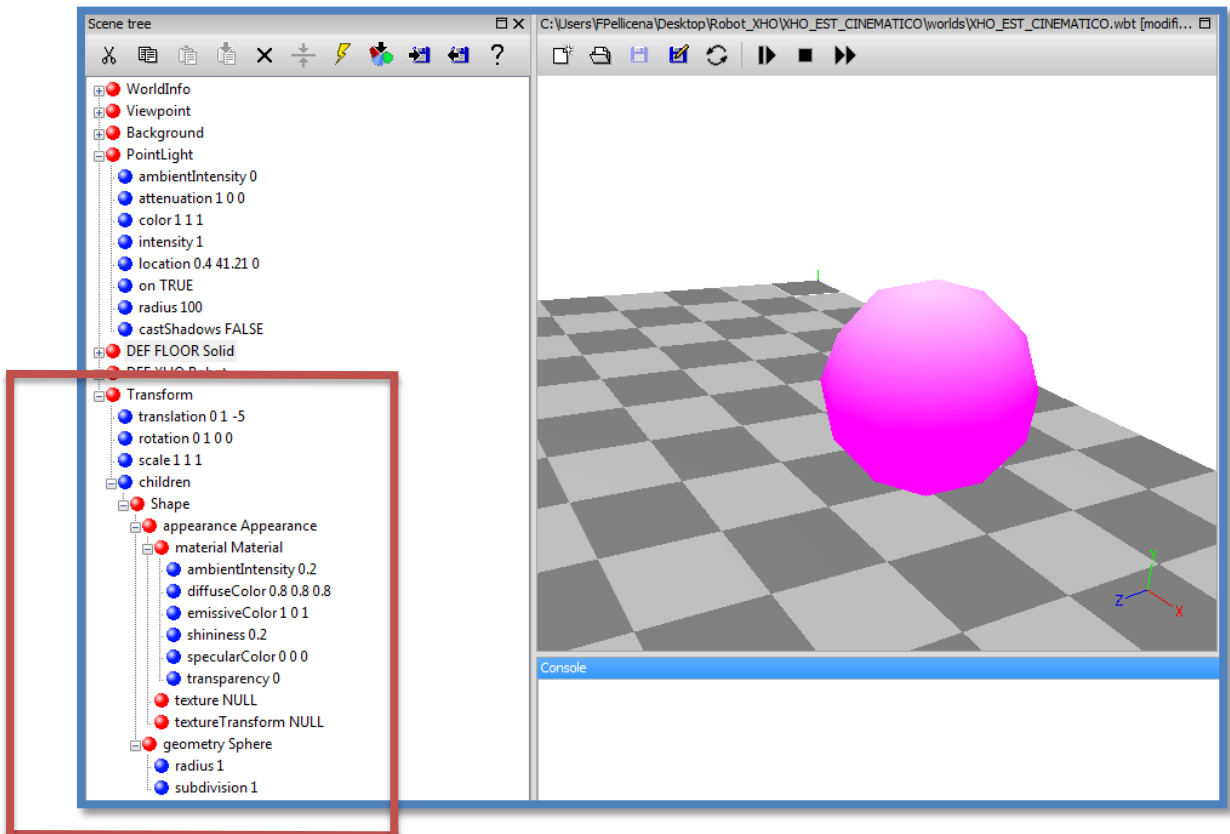 Scene tree
C:\Users\FPellicena\Desktop\Robot_XHO\XHO_EST_CINEMATICO\worlds\XHO_EST_CINEMATICO.wbt [modifi...
WorldInfo
Viewpoint
Background
PointLight
ambientIntensity 0
attenuation 1 0 0
color 1 1 1
intensity 1
location 0.4 41.21 0
on TRUE
radius 100
castShadows FALSE
DEF FLOOR Solid
DEF XHO Robot
Transform
translation 0 1 -5
rotation 0 1 0 0
scale 1 1 1
children
Shape
appearance Appearance
material Material
ambientIntensity 0.2
diffuseColor 0.8 0.8 0.8
emissiveColor 1 0 1
shininess 0.2
specularColor 0 0 0
transparency 0
texture NULL
textureTransform NULL
geometry Sphere
radius 1
subdivision 1
Y
Z
X
Console